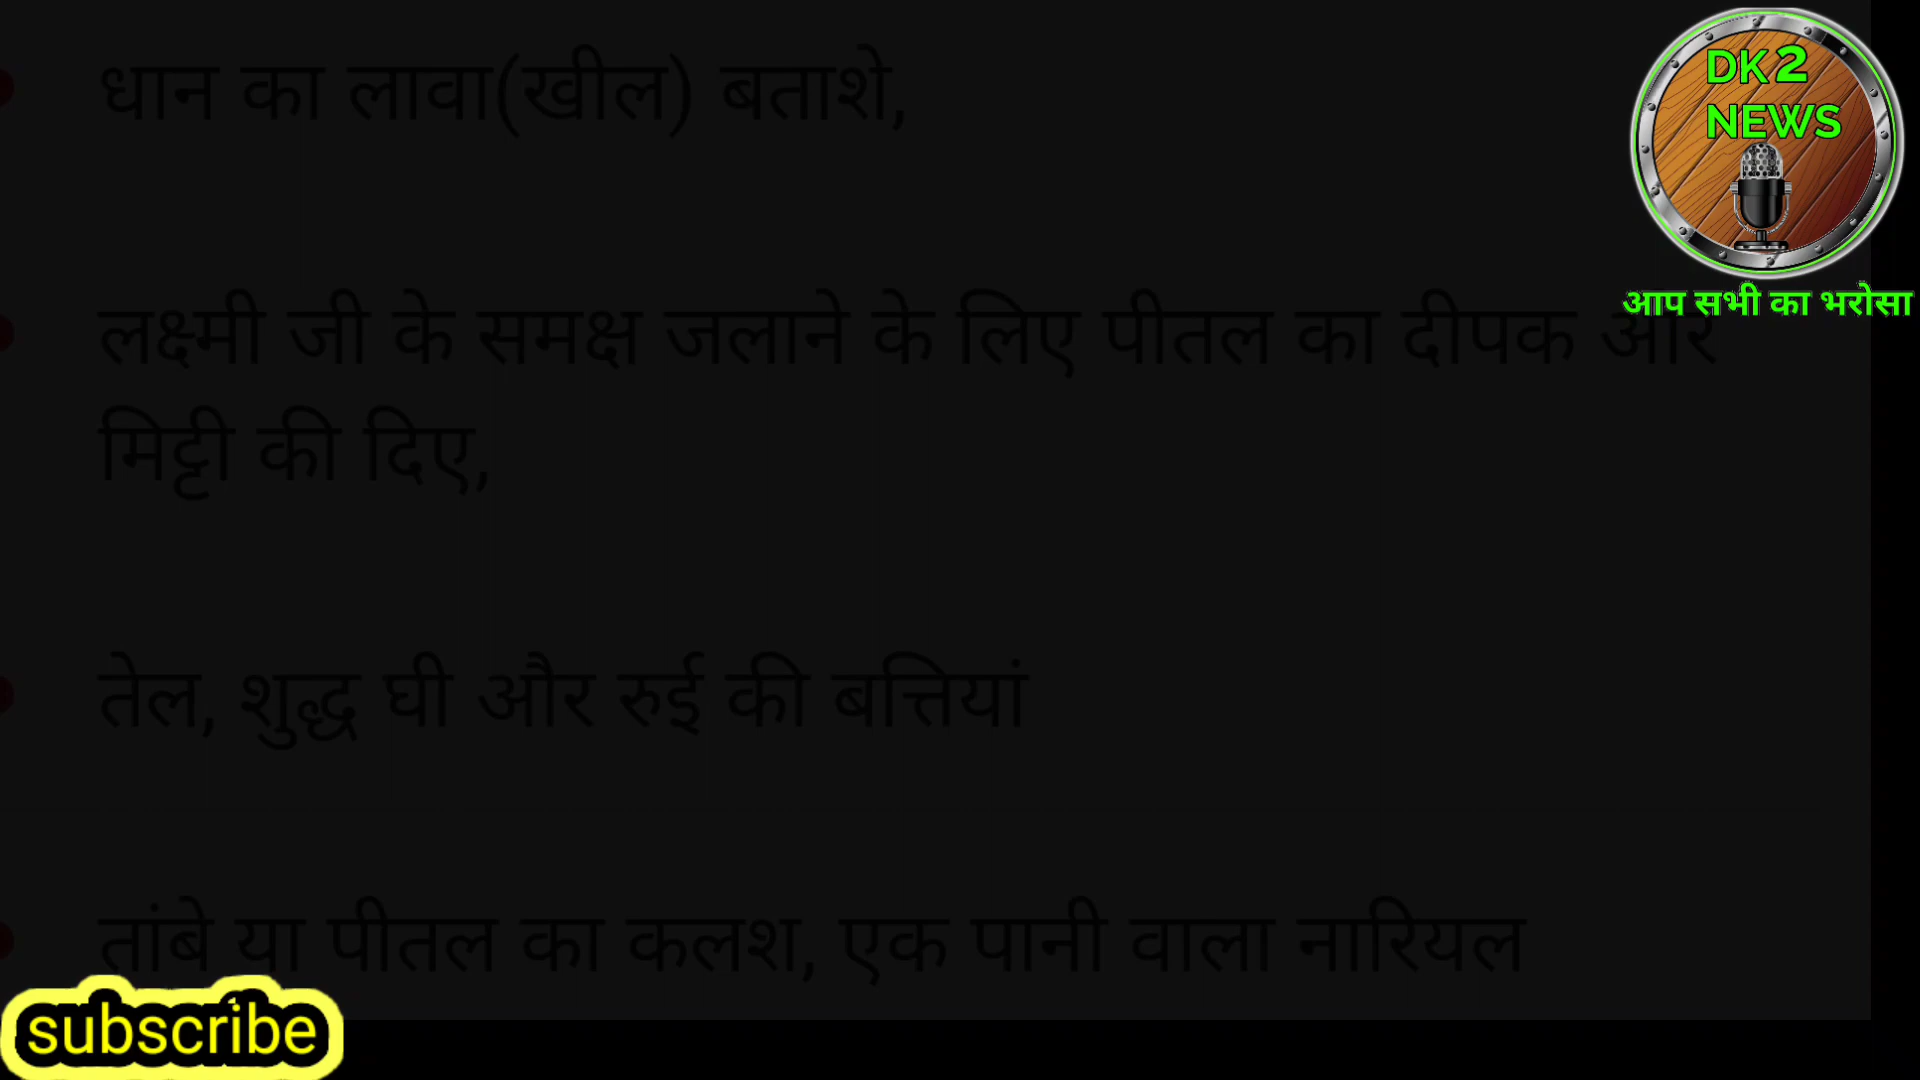 धान का लावा(खील) बताशे,
DK2
NEWS
आप सभी का भरोसा
लक्ष्मी जी के समक्ष जलाने के लिए पीतल का दीपक और
मिट्टी की दिए,
तेल, शुद्ध घी और रुई की बत्तियां
तांबे या पीतल का कलश, एक पानी वाला नारियल
subscribe